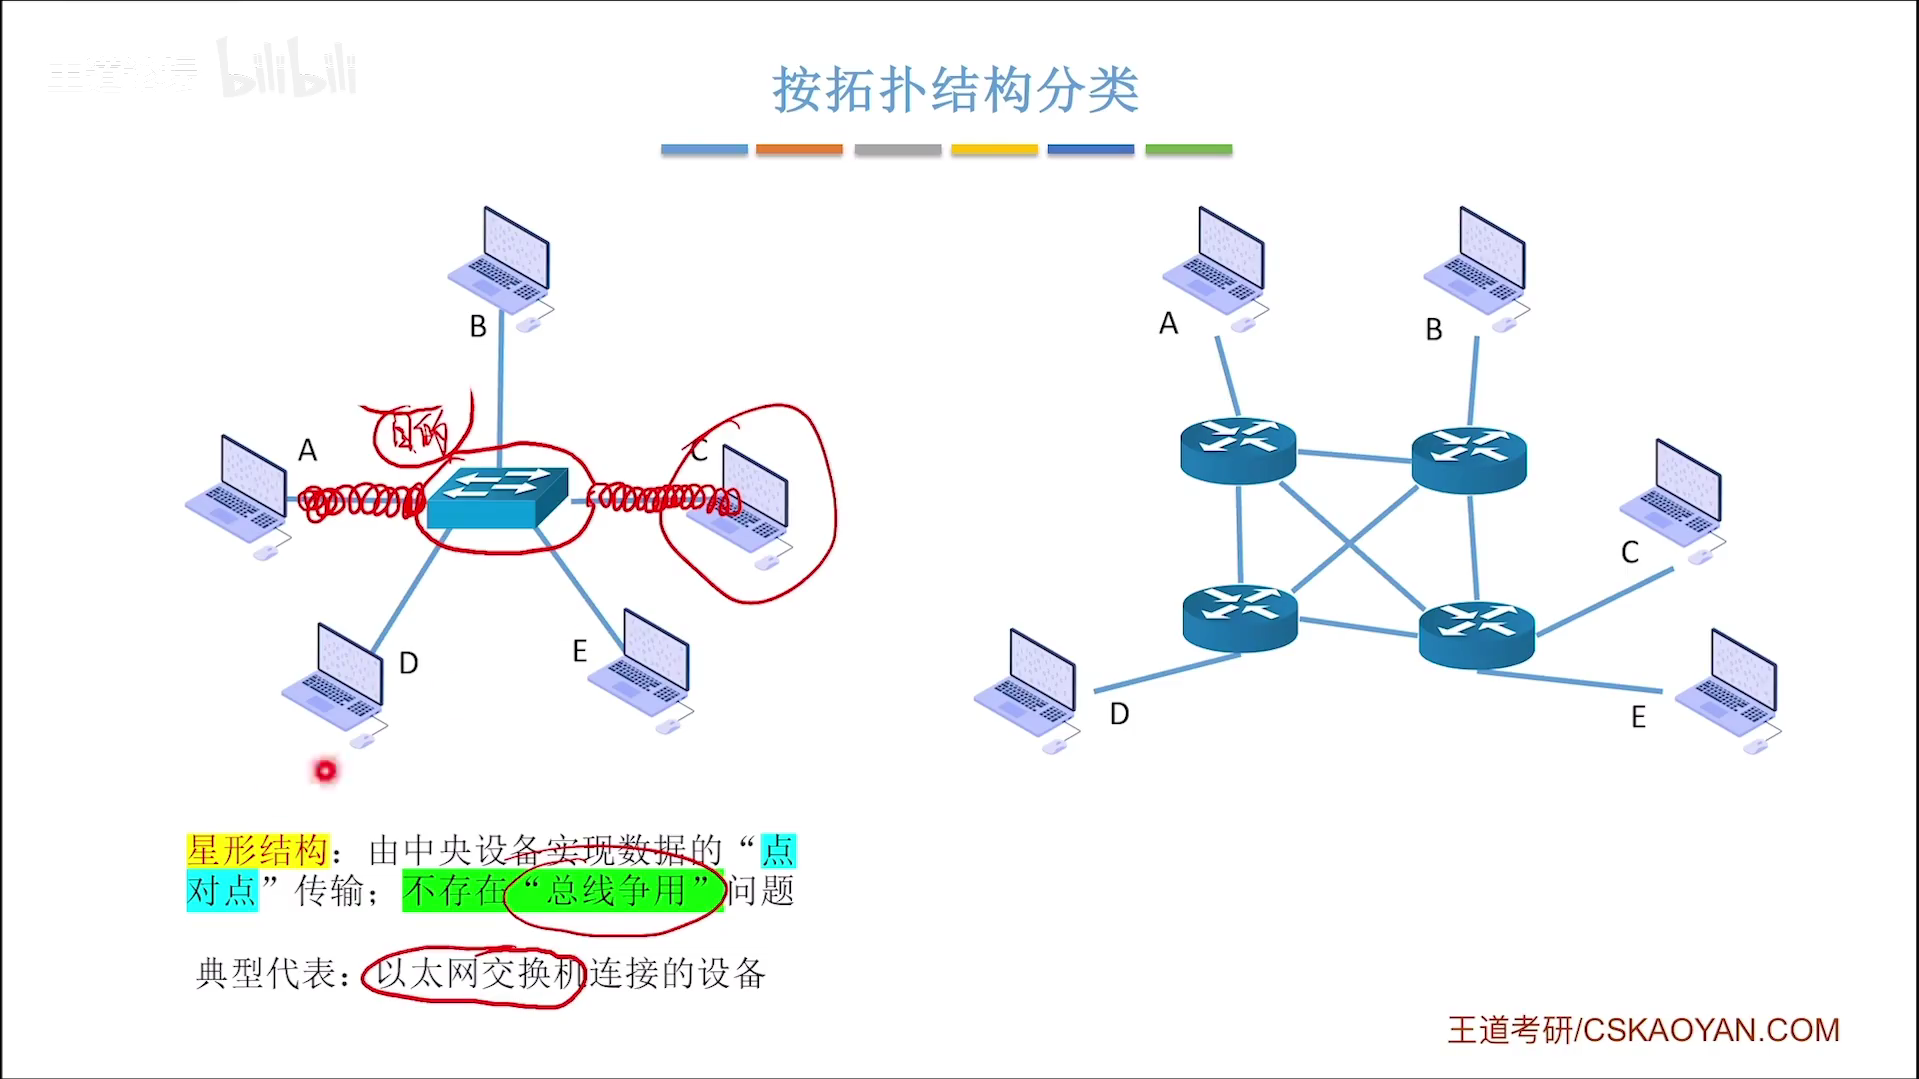 王道论坛 bilibili
按拓扑结构分类
B
A
目的
C
D
E
A
B
C
D
E
星形结构：由中央设备实现数据的“点
对点”传输；不存在“总线争用”问题
典型代表：以太网交换机连接的设备
王道考研/CSKAOYAN.COM